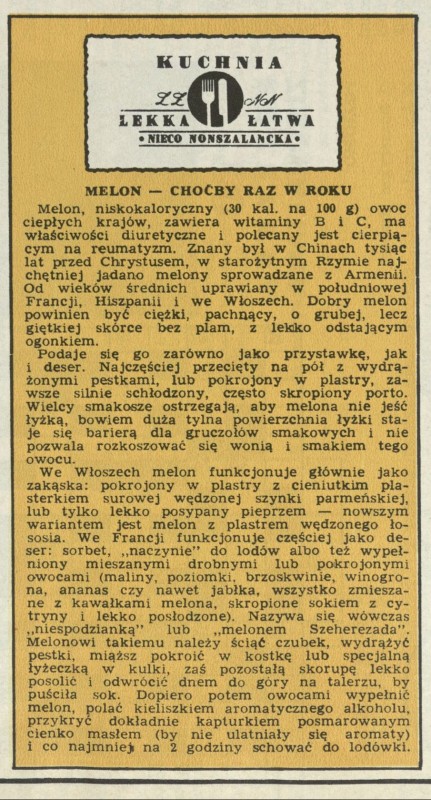 KUCHNIA
ŁŻ NN
LEKKA ŁATWA
• NIECO NONSZALANCKA •
MELON — CHOĆBY RAZ W ROKU
Melon, niskokaloryczny (30 kal. na 100 g) owoc
ciepłych krajów, zawiera witaminy B i C, ma
właściwości diuretyczne i polecany jest cierpią-
cym na reumatyzm. Znany był w Chinach tysiąc
lat przed Chrystusem, w starożytnym Rzymie naj-
chętniej jadano melony sprowadzane z Armenii.
Od wieków średnich uprawiany w południowej
Francji, Hiszpanii i we Włoszech. Dobry melon
powinien być ciężki, pachnący, o grubej, lecz
giętkiej skórce bez plam, z lekko odstającym
ogonkiem.
Podaje się go zarówno jako przystawkę, jak
i deser. Najczęściej przecięty na pół z wydrą-
żonymi pestkami, lub pokrojony w plastry, za-
wsze silnie schłodzony, często skropiony porto.
Wielcy smakosze ostrzegają, aby melona nie jeść
łyżką, bowiem duża tylna powierzchnia łyżki sta-
je się barierą dla gruczołów smakowych i nie
pozwala rozkoszować się wonią i smakiem tego
owocu.
We Włoszech melon funkcjonuje głównie jako
zakąska: pokrojony w plastry z cieniutkim pla-
sterkiem surowej wędzonej szynki parmeńskiej,
lub tylko lekko posypany pieprzem — nowszym
wariantem jest melon z plastrem wędzonego ło-
sosia. We Francji funkcjonuje częściej jako de-
ser: sorbet, „naczynie" do lodów albo też wypeł-
niony mieszanymi drobnymi lub pokrojonymi
owocami (maliny, poziomki, brzoskwinie, winogro-
na, ananas czy nawet jabłka, wszystko zmiesza-
ne z kawałkami melona, skropione sokiem z cy-
tryny i lekko posłodzone). Nazywa się wówczas
„niespodzianką" lub „melonem Szeherezada".
Melonowi takiemu należy ściąć czubek, wydrążyć
pestki, miąższ pokroić w kostkę lub specjalną
łyżeczką w kulki, zaś pozostałą skorupę lekko
posolić i odwrócić dnem do góry na talerzu, by
puściła sok. Dopiero potem owocami wypełnić
melon, polać kieliszkiem aromatycznego alkoholu,
przykryć dokładnie kapturkiem posmarowanym
cienko masłem (by nie ulatniały się aromaty)
i co najmniej na 2 godziny schować do lodówki.